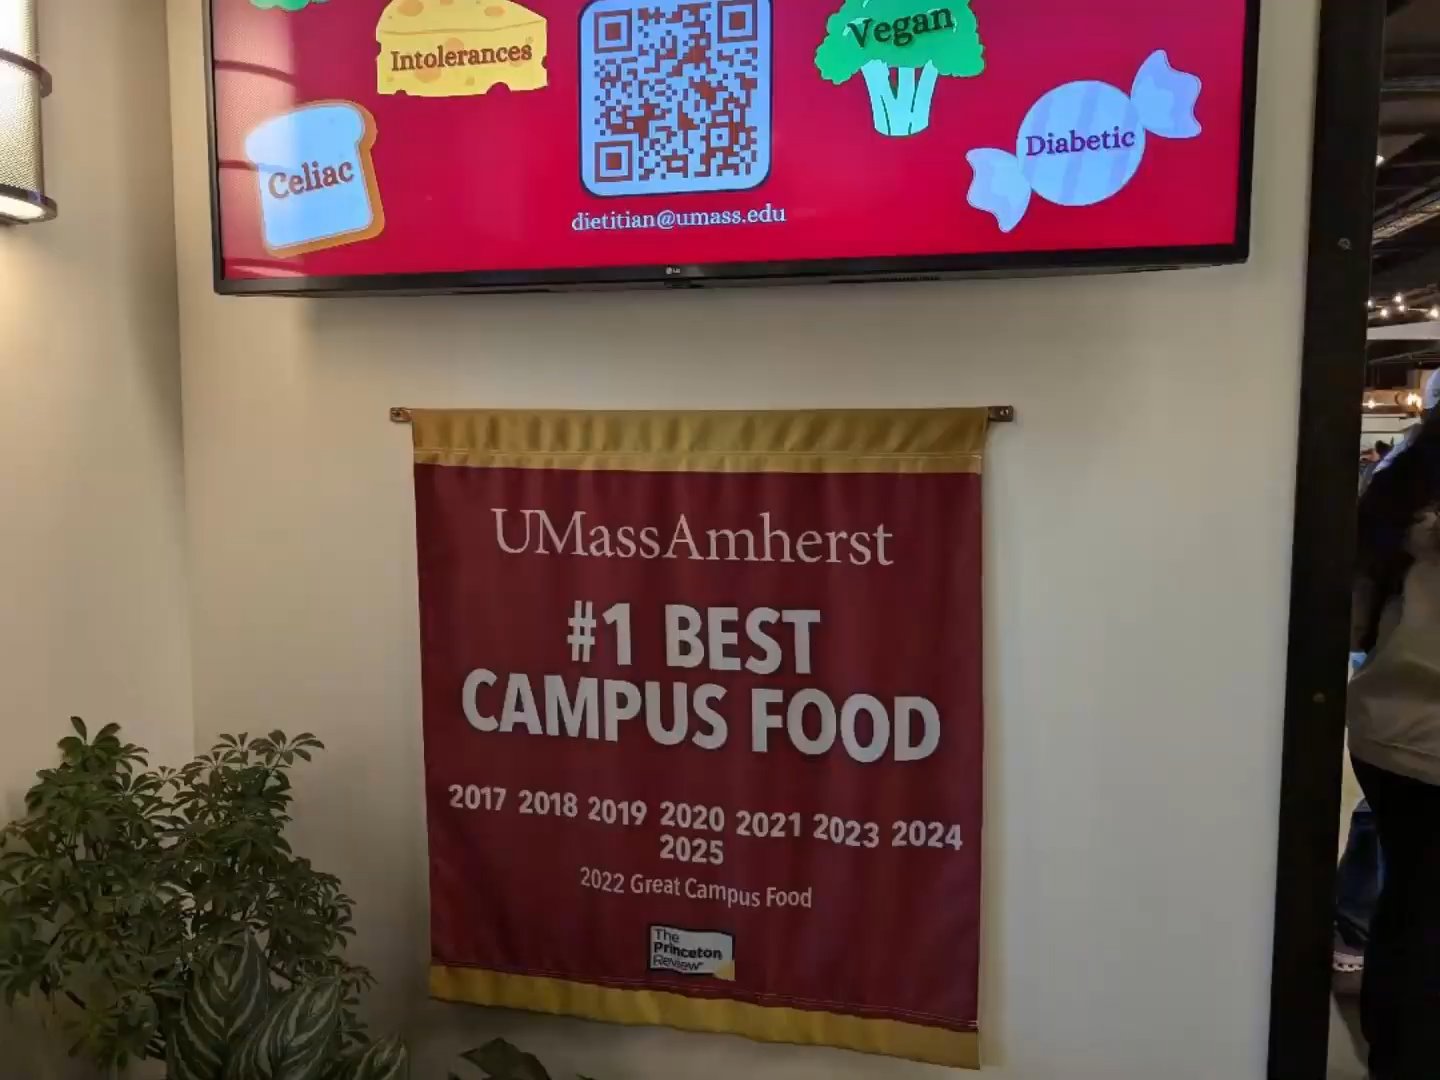 Intolerances
Vegan
Celiac
Diabetic
dietitian@umass.edu
LG
UMassAmherst
#1 BEST
CAMPUS FOOD
2017 2018 2019 2020 2021 2023 2024
2025
2022 Great Campus Food
The
Princeton
Review